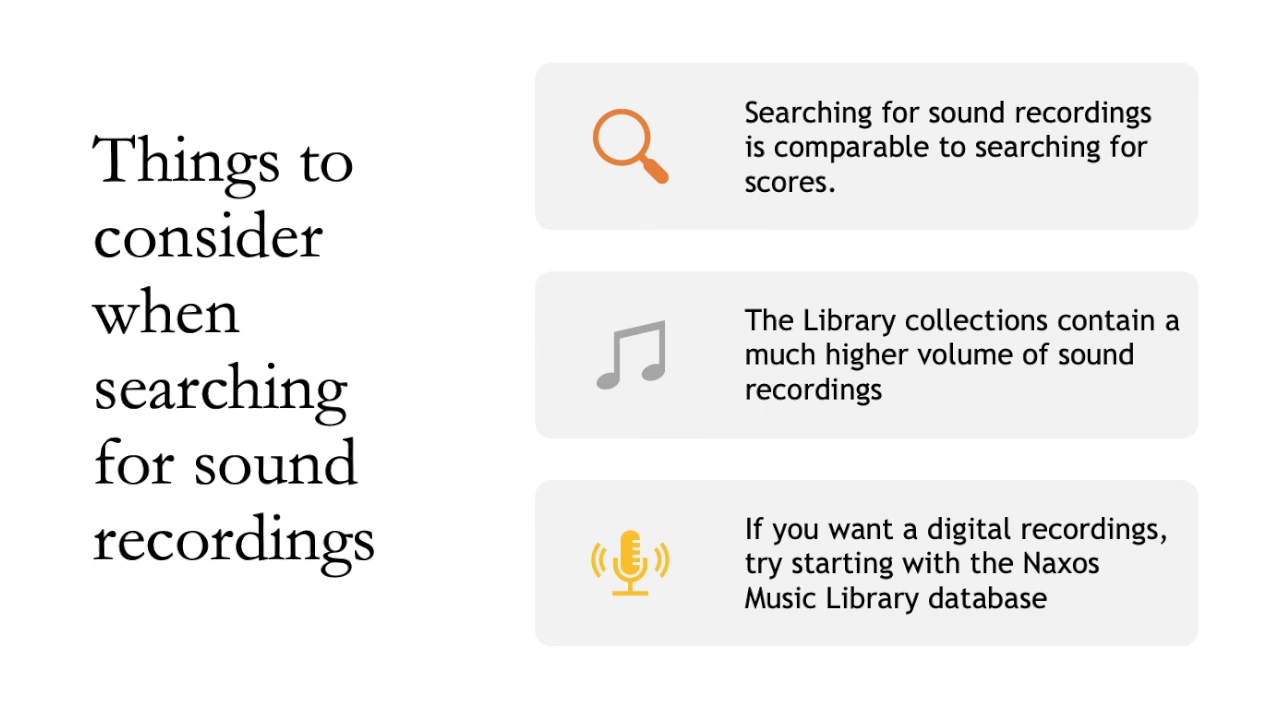 Things to
consider
when
searching
for sound
recordings
Searching for sound recordings
is comparable to searching for
scores.
The Library collections contain a
much higher volume of sound
recordings
If you want a digital recordings,
try starting with the Naxos
Music Library database